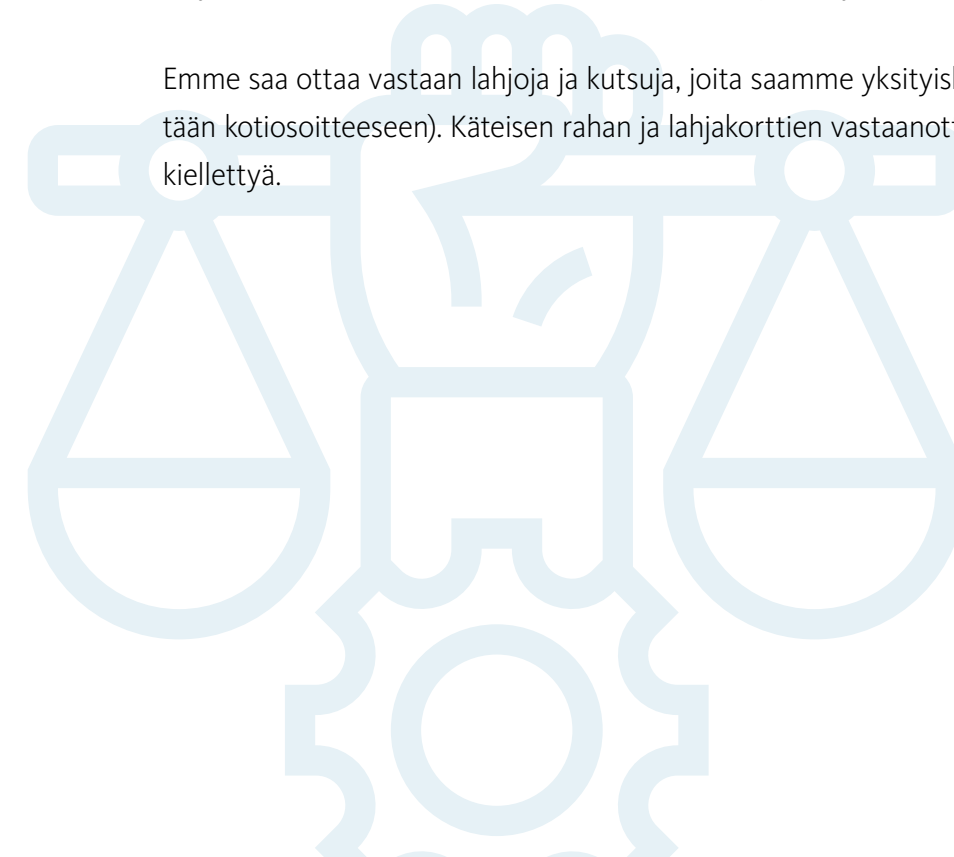 Emme saa ottaa vastaan lahjoja ja kutsuja, joita saamme
tään kotiosoitteeseen). Käteisen rahan ja lahjakorttien
kiellettyä.